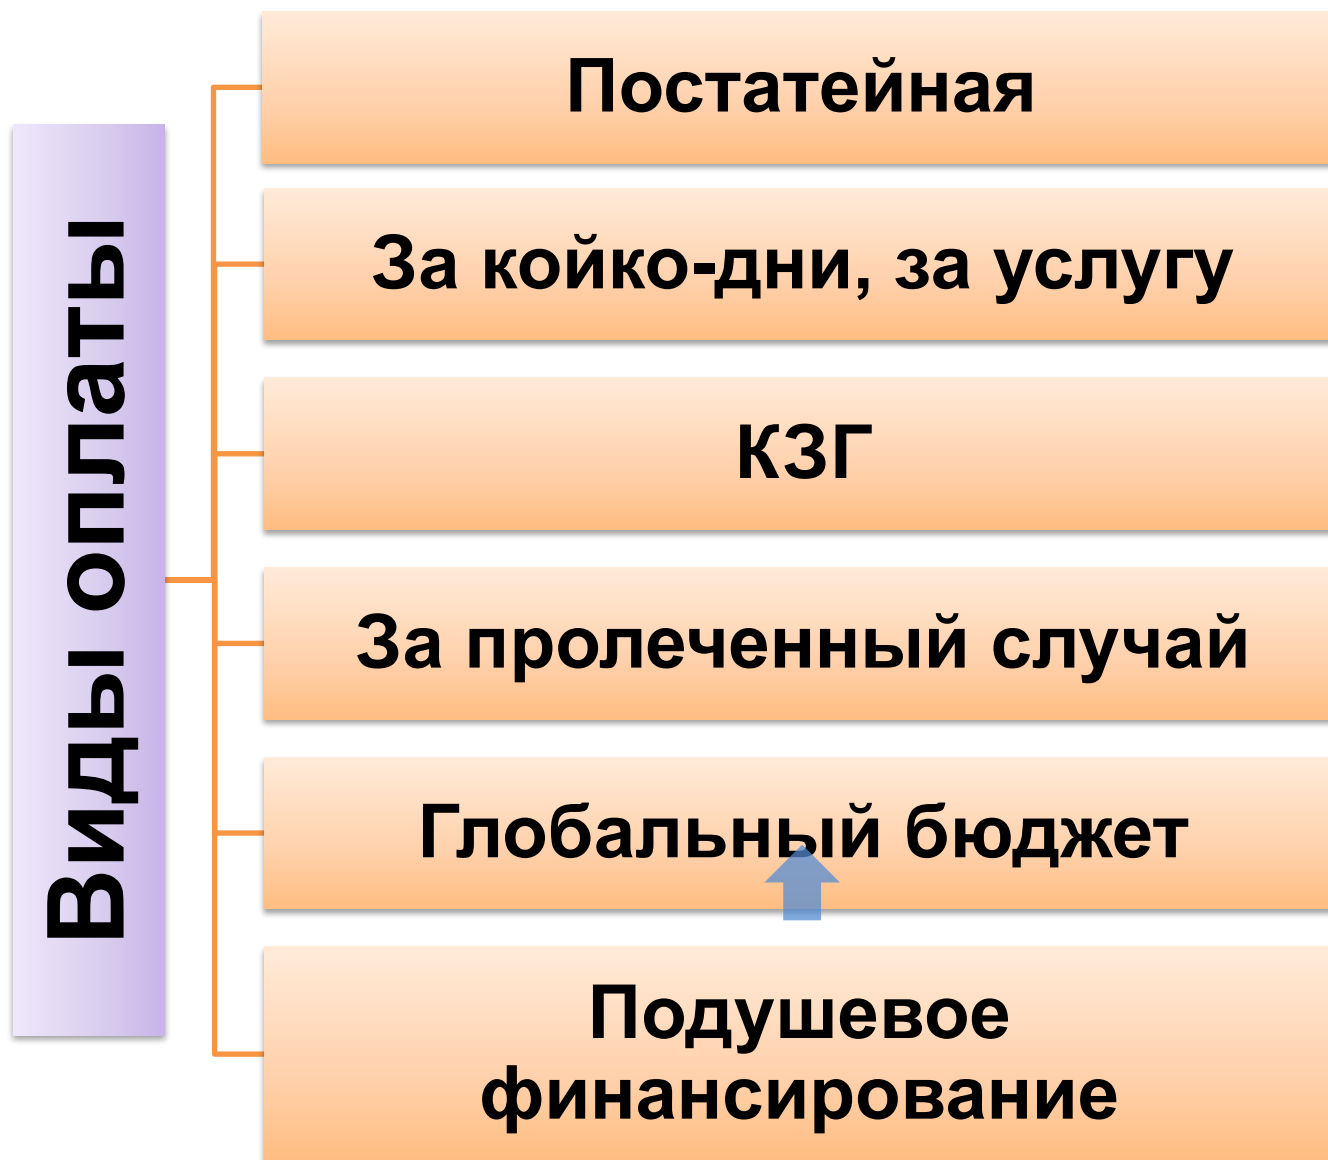 Виды оплаты
Постатейная
За койко-дни, за услугу
КЗГ
За пролеченный случай
Глобальный бюджет
Подушевое
финансирование